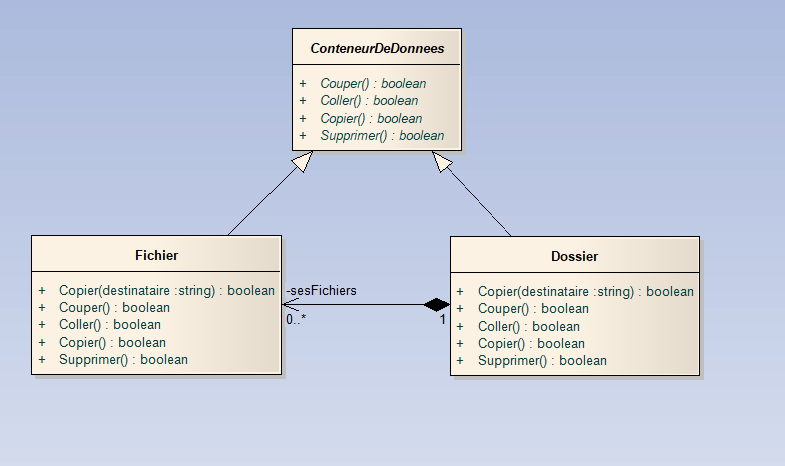 ConteneurDeDonnees
+ Couper() : boolean
+ Coller() : boolean
+ Copier() : boolean
+ Supprimer() : boolean
Fichier
+ Copier(destinataire :string) : boolean
+ Couper() : boolean
+ Coller() : boolean
+ Copier() : boolean
+ Supprimer() : boolean
-sesFichiers
0..*
1
Dossier
+ Copier(destinataire :string) : boolean
+ Couper() : boolean
+ Coller() : boolean
+ Copier() : boolean
+ Supprimer() : boolean